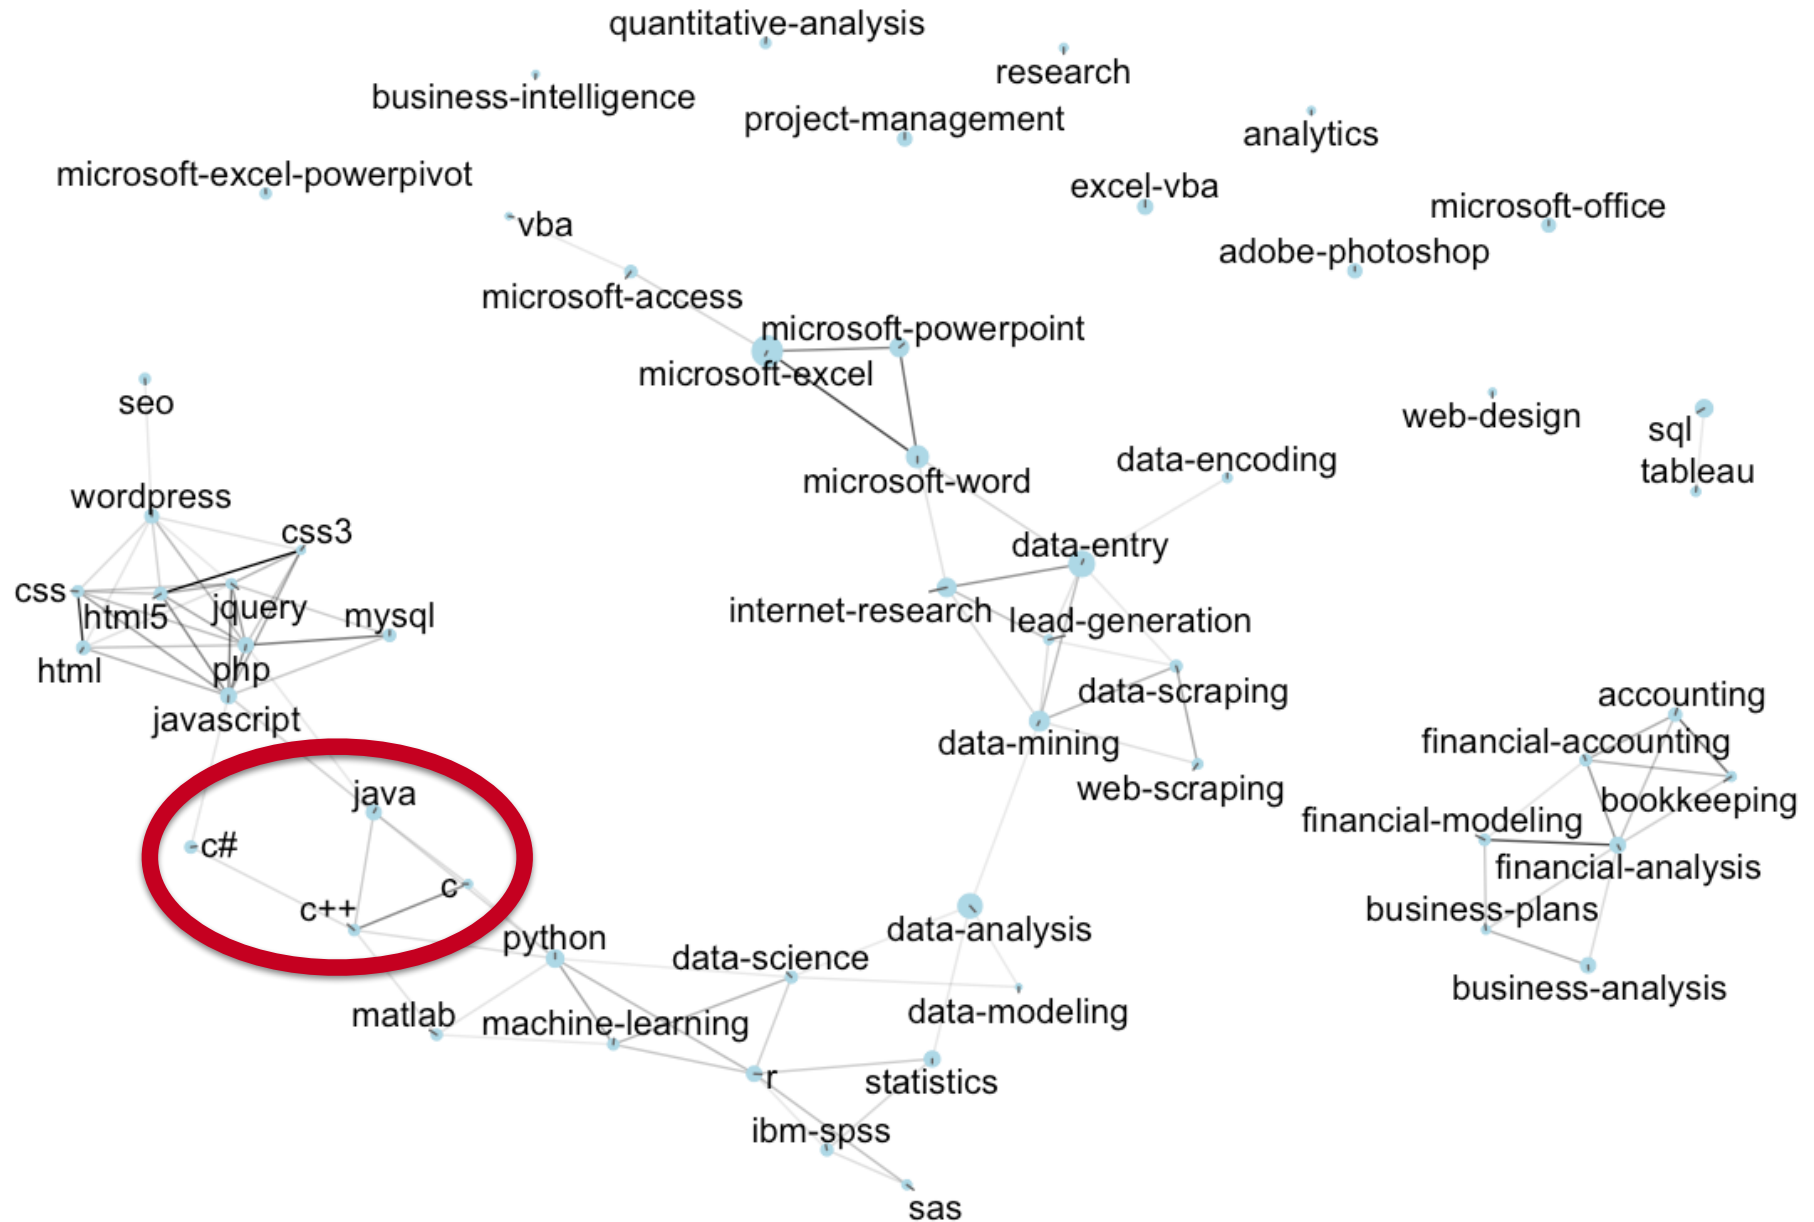 quantitative-analysis
research
business-intelligence
project-management
analytics
microsoft-excel-powerpivot
excel-vba
microsoft-office
vba
adobe-photoshop
microsoft-access
microsoft-powerpoint
microsoft-excel
seo
web-design
sql
data-encoding
tableau
microsoft-word
wordpress
css3
data-entry
css
html5
jquery
mysql
internet-research
lead-generation
html
php
data-scraping
accounting
javascript
data-mining
financial-accounting
web-scraping
java
bookkeeping
financial-modeling
c#
financial-analysis
c
c++
business-plans
python
data-analysis
data-science
business-analysis
matlab
machine-learning
data-modeling
r
statistics
ibm-spss
sas